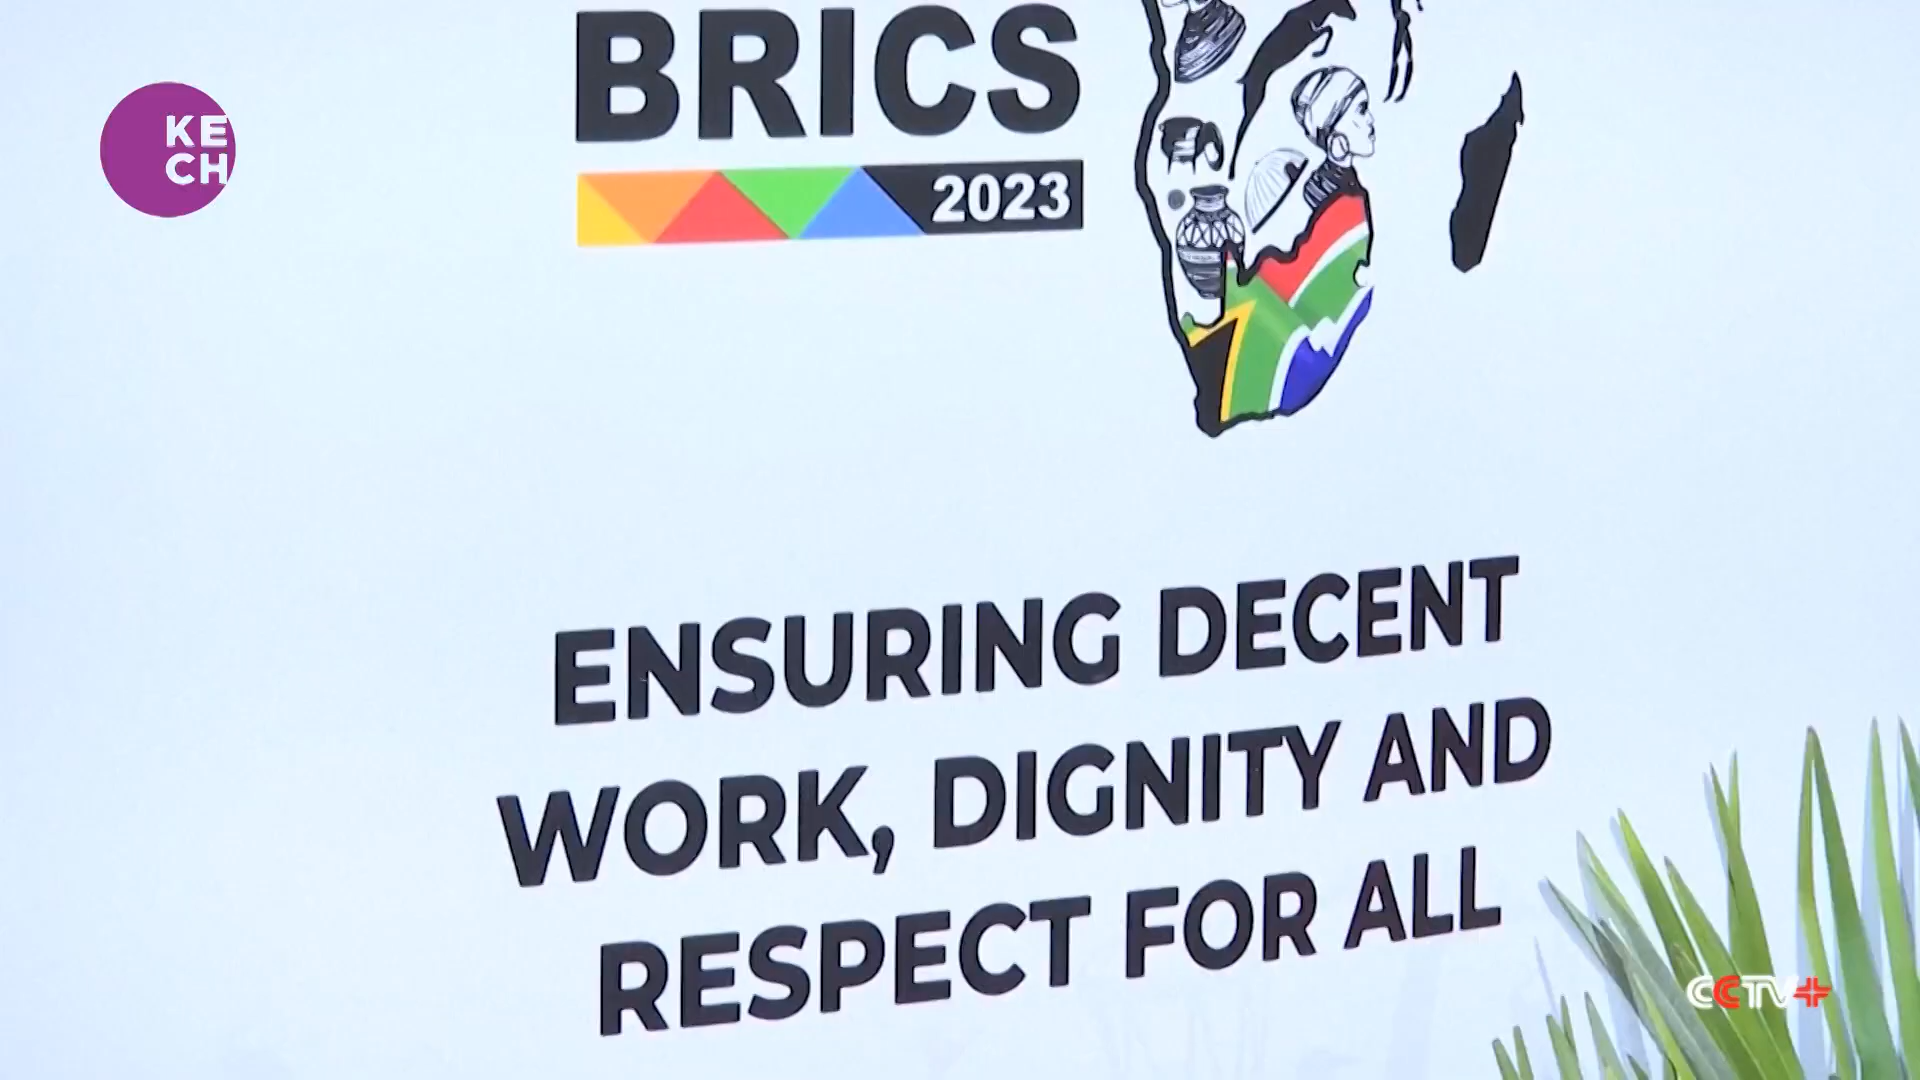 KE
CH
BRICS
2023
ENSURING DECENT
WORK, DIGNITY AND
RESPECT FOR ALL
CCTV+